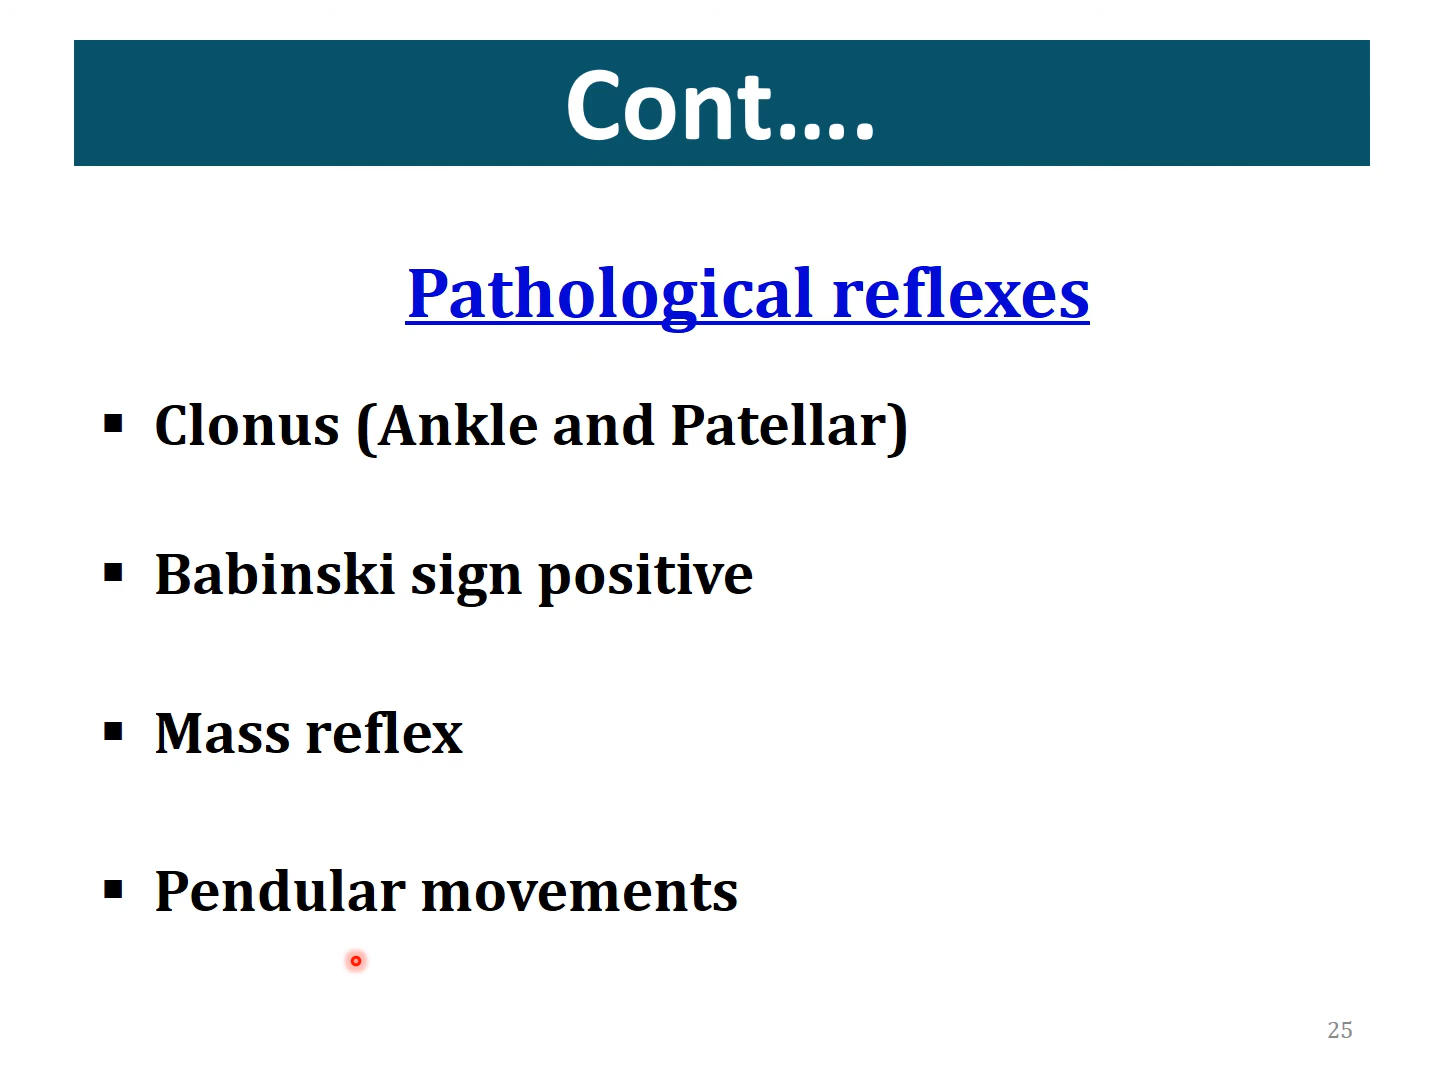 Cont….
Pathological reflexes
▪ Clonus (Ankle and Patellar)
▪ Babinski sign positive
▪ Mass reflex
▪ Pendular movements
25